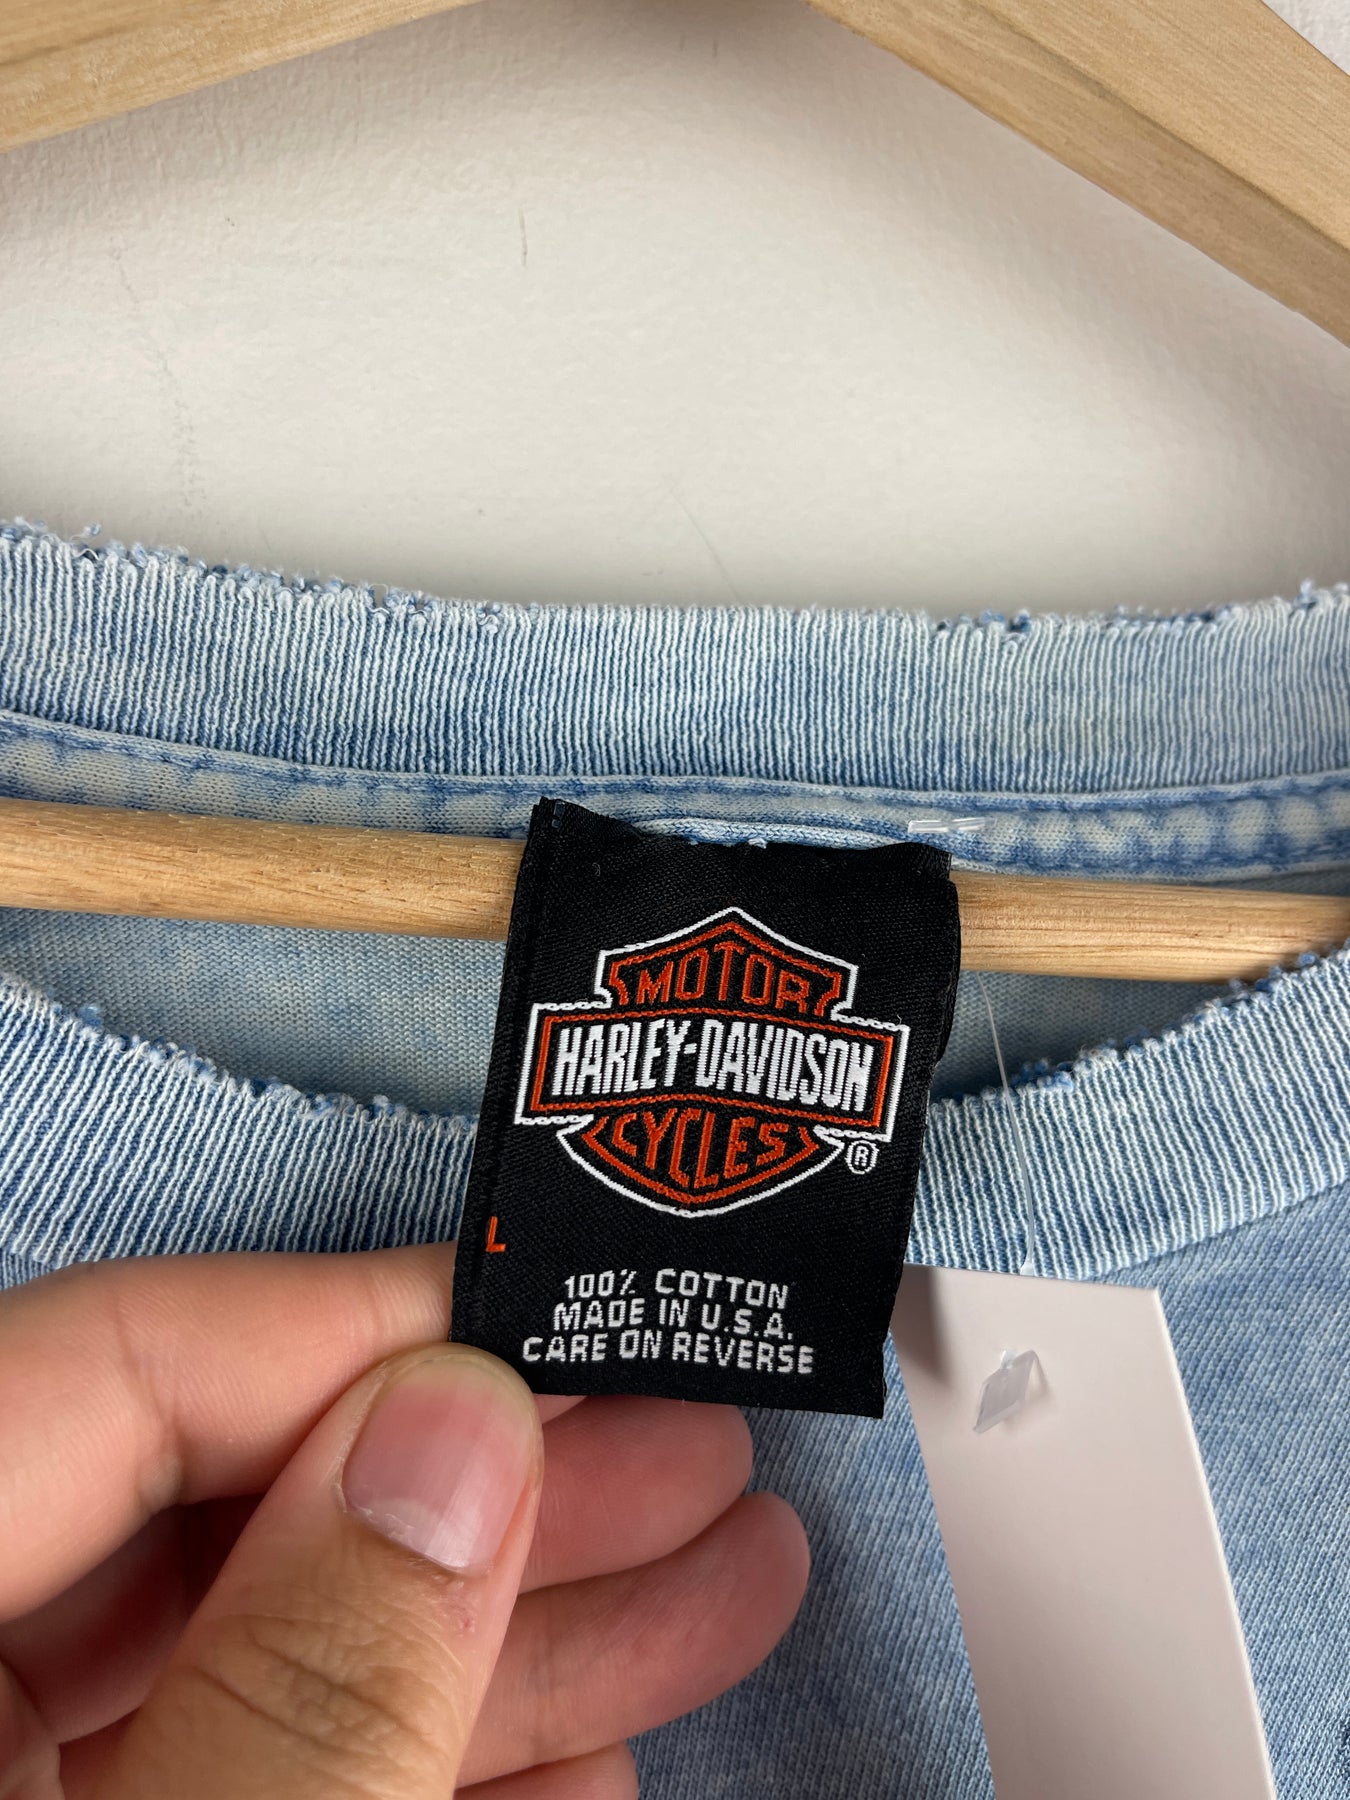 MOTOR
HARLEY-DAVIDSON
CYCLES
®
L
100% COTTON
MADE IN U.S.A.
CARE ON REVERSE